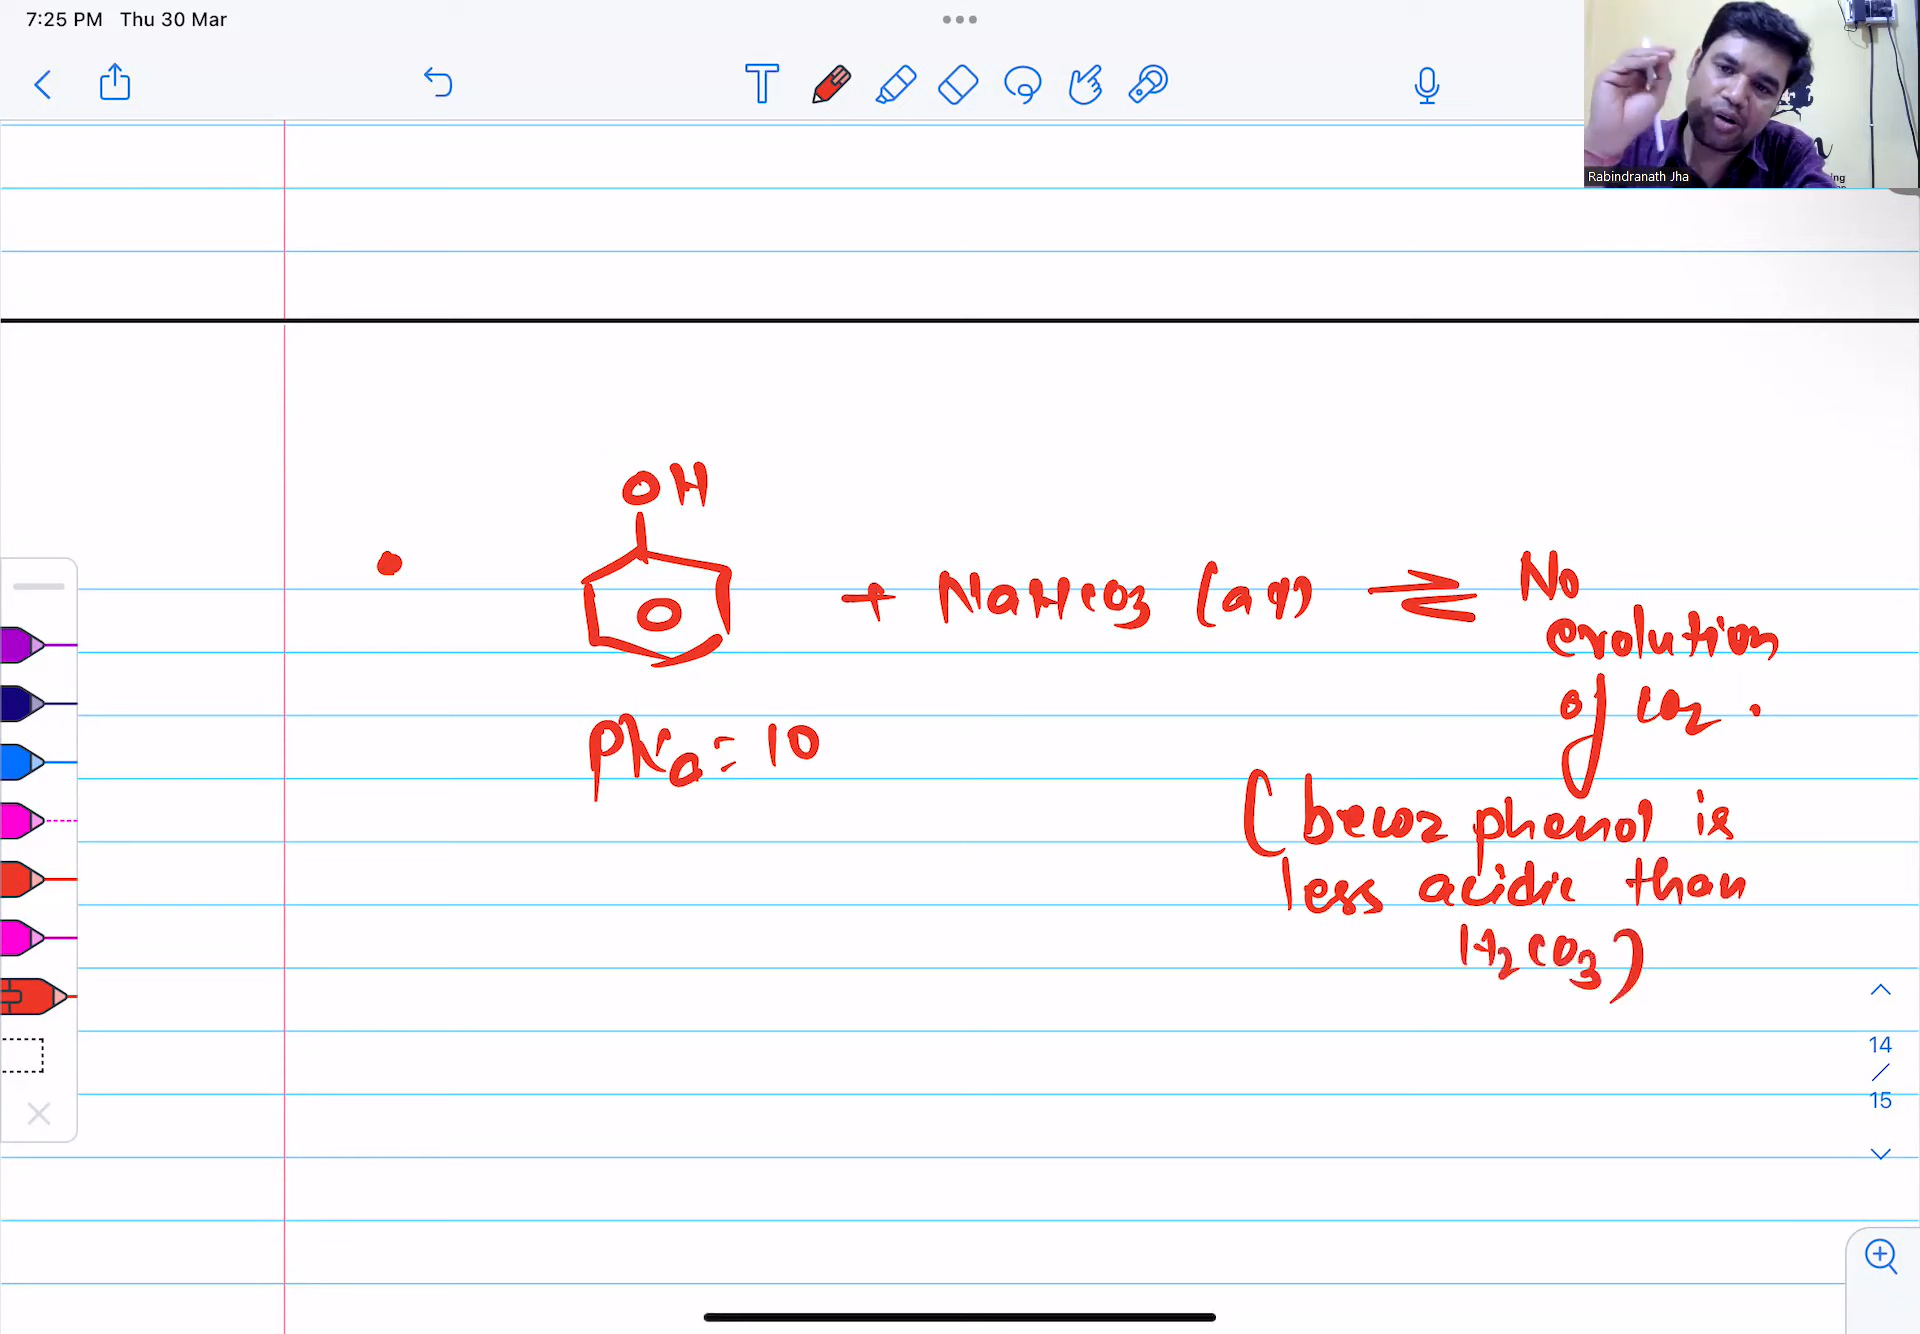 7:25 PM Thu 30 Mar
Rabindranath Jha
OH
+ NaHCO3 (aq) ⇌ No
evolution
of CO2.
PKa = 10
( becoz phenol is
less acidic than
H2CO3)
14
/
15